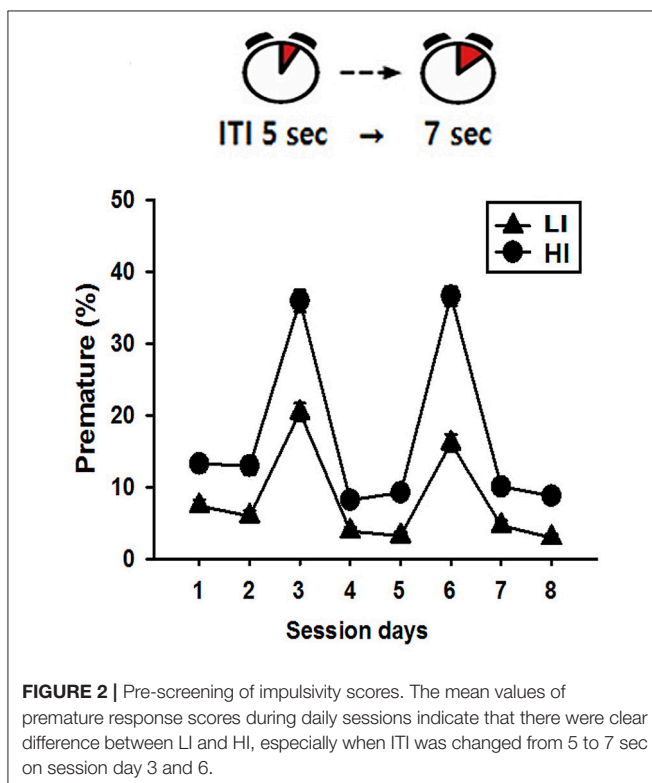 ITI 5 sec → 7 sec
50
LI
HI
40
30
20
10
0
Premature (%)
1 2 3 4 5 6 7 8
Session days
FIGURE 2 | Pre-screening of impulsivity scores. The mean values of
premature response scores during daily sessions indicate that there were clear
difference between LI and HI, especially when ITI was changed from 5 to 7 sec
on session day 3 and 6.